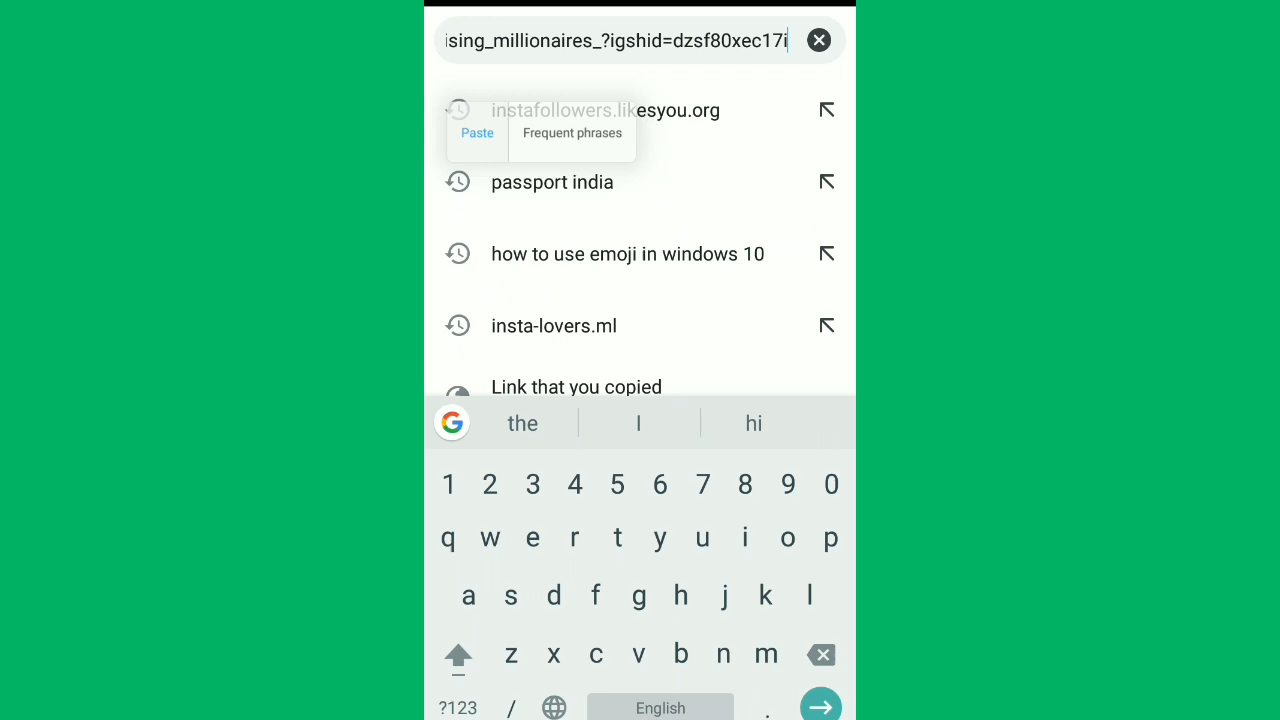 ising_millionaires_?igshid=dzsf80xec17i
instafollowers.likesyou.org
Paste
Frequent phrases
passport india
how to use emoji in windows 10
insta-lovers.ml
Link that you copied
the I hi
1 2 3 4 5 6 7 8 9 0
q w e r t y u i o p
a s d f g h j k l
z x c v b n m
?123 / English .